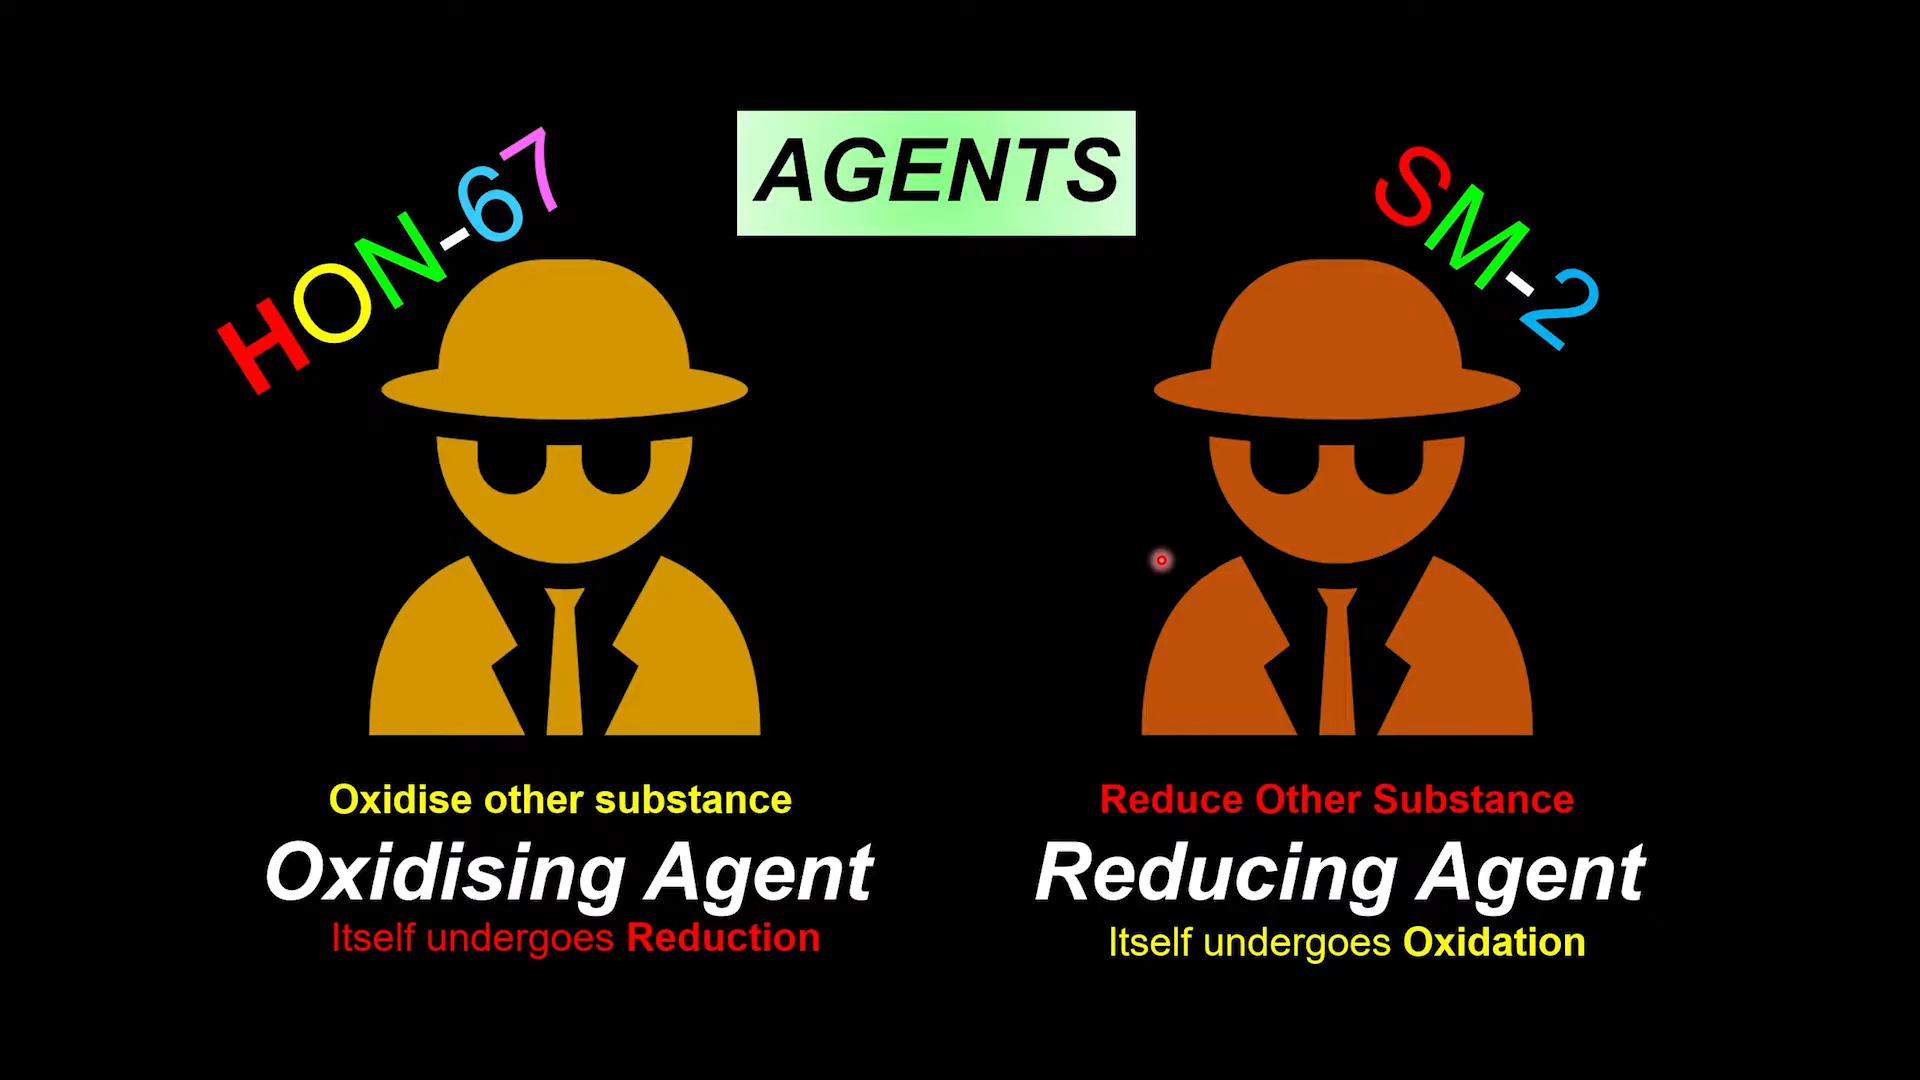 AGENTS
HON-67
SM-2
Oxidise other substance
Oxidising Agent
Itself undergoes Reduction
Reduce Other Substance
Reducing Agent
Itself undergoes Oxidation